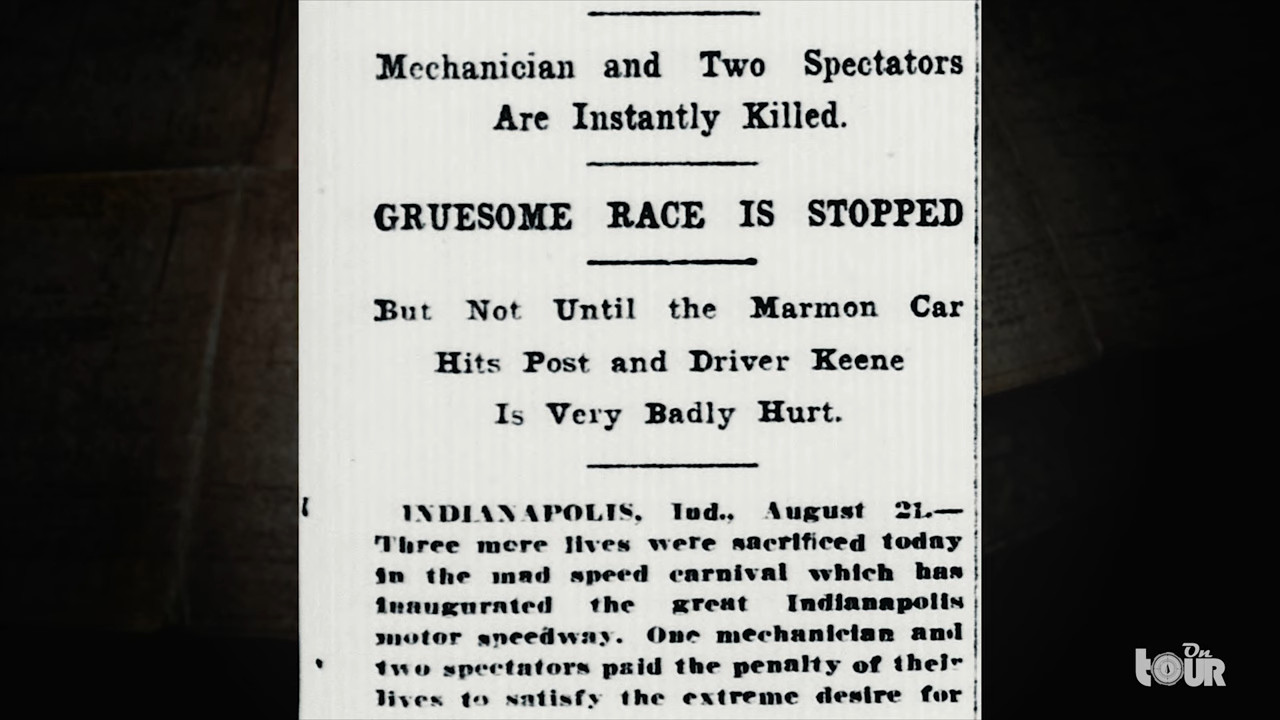 Mechanician and Two Spectators
Are Instantly Killed.
GRUESOME RACE IS STOPPED
But Not Until the Marmon Car
Hits Post and Driver Keene
Is Very Badly Hurt.
INDIANAPOLIS, Ind., August 21.—
Three more lives were sacrificed today
in the mad speed carnival which has
inaugurated the great Indianapolis
motor speedway. One mechanician and
two spectators paid the penalty of their
lives to satisfy the extreme desire for
On
tOUR